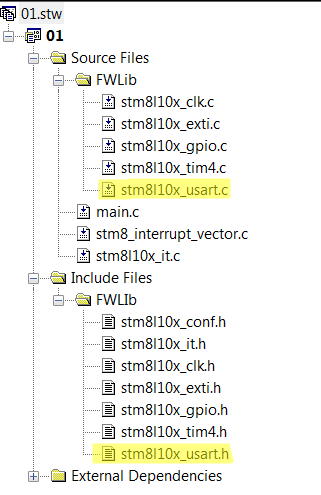 01.stw
01
Source Files
FWLib
stm8l10x_clk.c
stm8l10x_exti.c
stm8l10x_gpio.c
stm8l10x_tim4.c
stm8l10x_usart.c
main.c
stm8_interrupt_vector.c
stm8l10x_it.c
Include Files
FWLIb
stm8l10x_conf.h
stm8l10x_it.h
stm8l10x_clk.h
stm8l10x_exti.h
stm8l10x_gpio.h
stm8l10x_tim4.h
stm8l10x_usart.h
External Dependencies